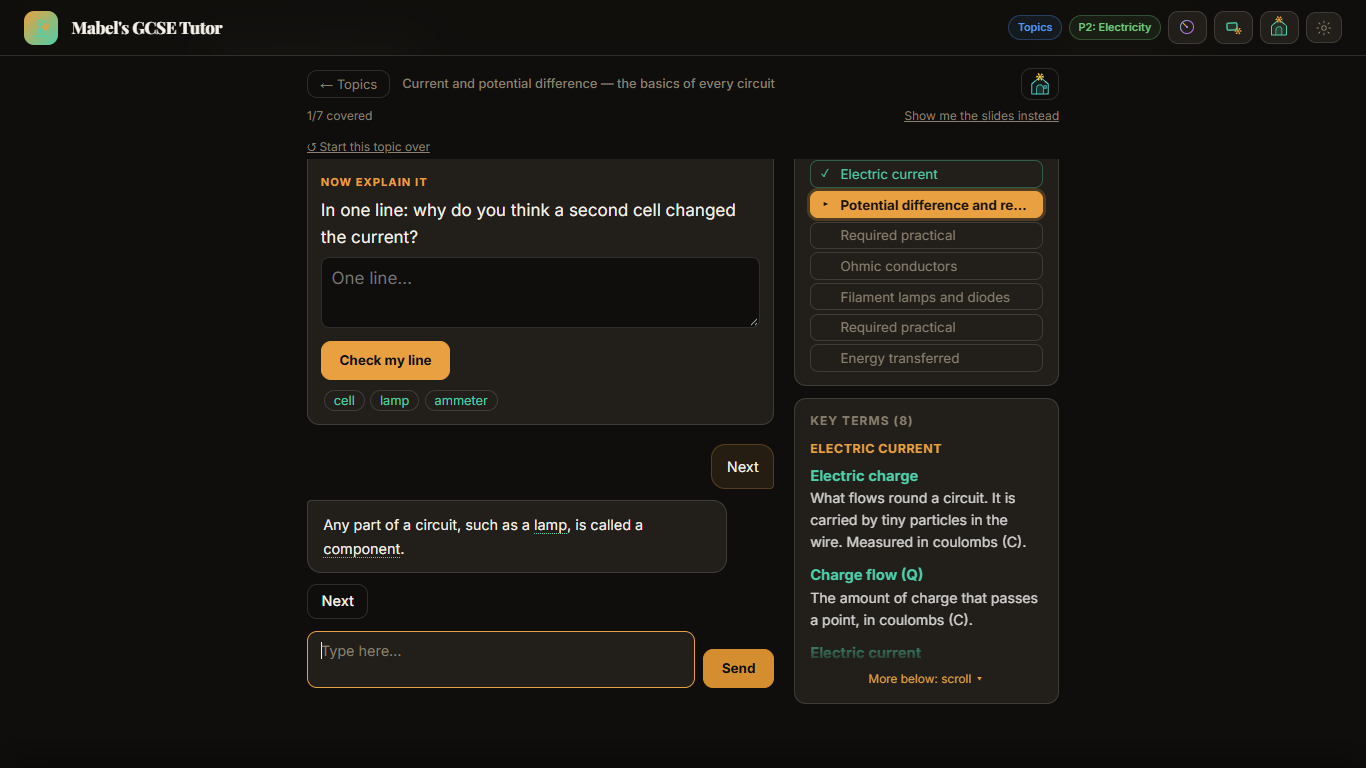 Mabel's GCSE Tutor
Topics
P2: Electricity
← Topics
Current and potential difference — the basics of every circuit
1/7 covered
Show me the slides instead
↺ Start this topic over
NOW EXPLAIN IT
In one line: why do you think a second cell changed
the current?
One line...
Check my line
cell
lamp
ammeter
Next
Any part of a circuit, such as a lamp, is called a
component.
Next
Type here...
Send
✓ Electric current
‣ Potential difference and re...
Required practical
Ohmic conductors
Filament lamps and diodes
Required practical
Energy transferred
KEY TERMS (8)
ELECTRIC CURRENT
Electric charge
What flows round a circuit. It is
carried by tiny particles in the
wire. Measured in coulombs (C).
Charge flow (Q)
The amount of charge that passes
a point, in coulombs (C).
Electric current
More below: scroll ▾